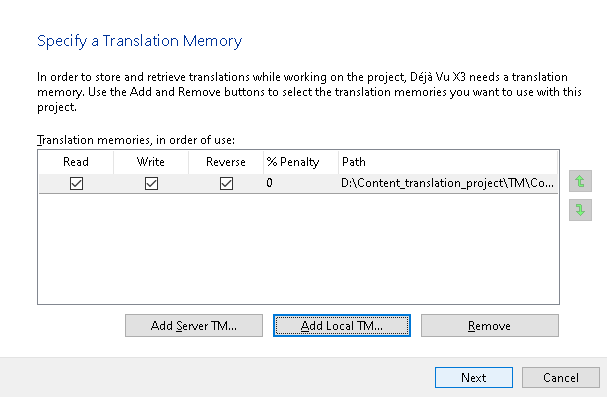 Specify a Translation Memory
In order to store and retrieve translations while working on the project, Déjà Vu X3 needs a translation
memory. Use the Add and Remove buttons to select the translation memories you want to use with this
project.
Translation memories, in order of use:
Read Write Reverse % Penalty Path
0 D:\Content_translation_project\TM\Co...
Add Server TM... Add Local TM... Remove
Next Cancel